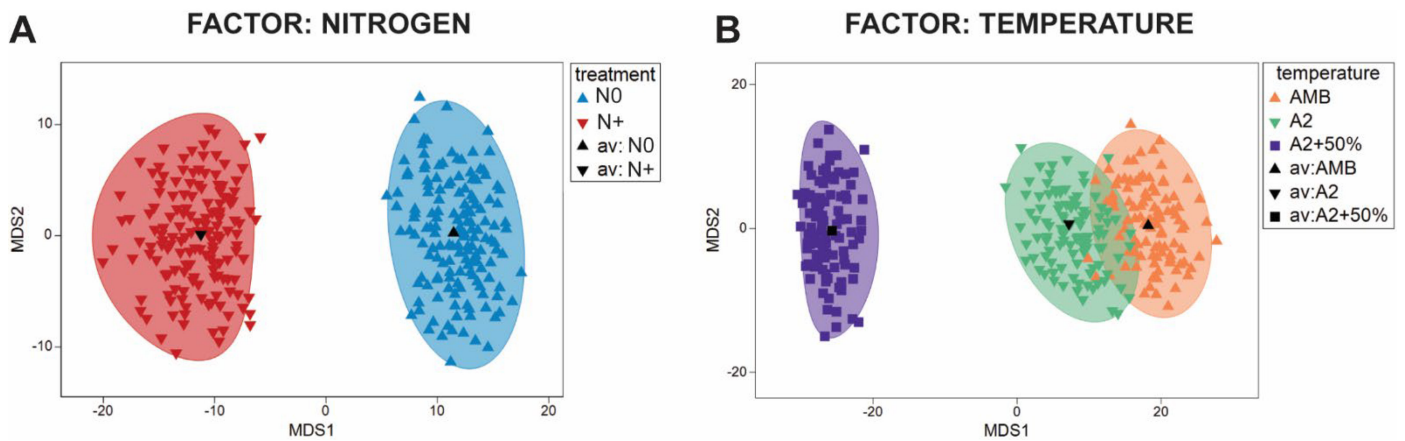 A
FACTOR: NITROGEN
MDS2
10
0
-10
-20
-10
0
10
20
MDS1
treatment
N0
N+
av: N0
av: N+
B
FACTOR: TEMPERATURE
MDS2
20
0
-20
-20
0
20
MDS1
temperature
AMB
A2
A2+50%
av:AMB
av:A2
av:A2+50%